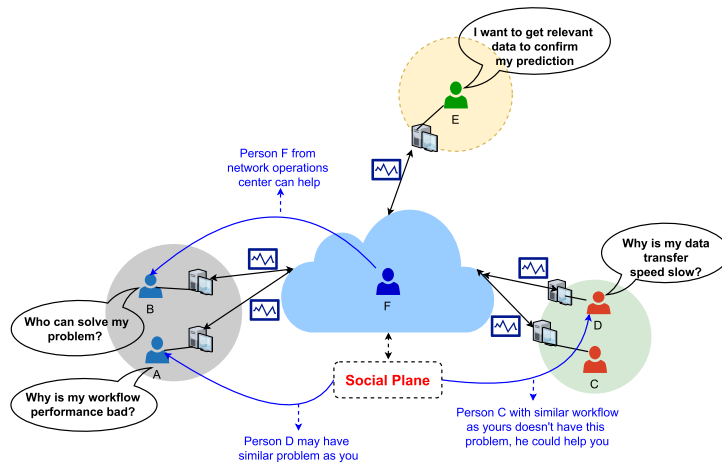 I want to get relevant
data to confirm
my prediction
E
Person F from
network operations
center can help
Why is my data
transfer
speed slow?
B
F
D
Who can solve my
problem?
A
C
Social Plane
Why is my workflow
performance bad?
Person D may have
similar problem as you
Person C with similar workflow
as yours doesn't have this
problem, he could help you